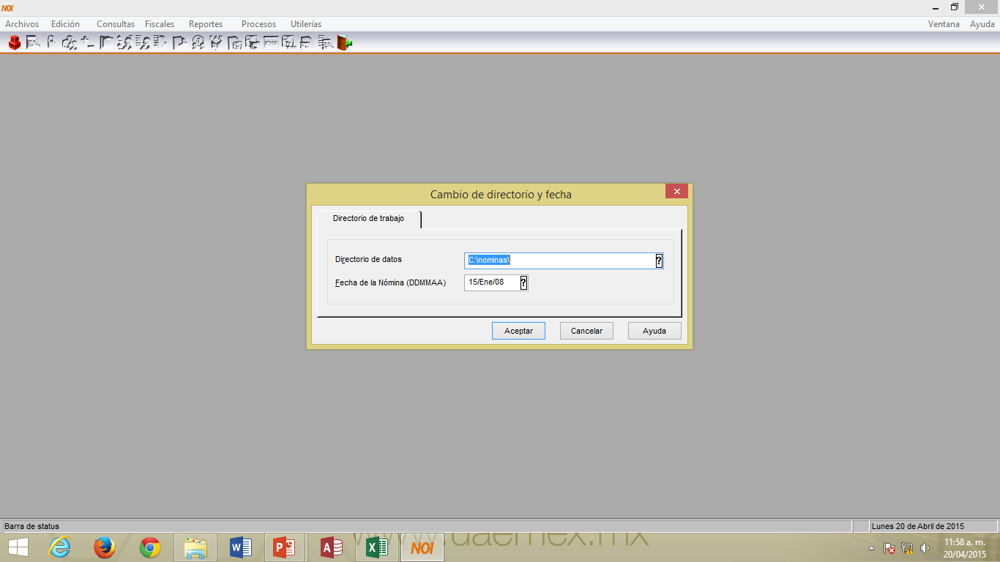 NOI
Archivos Edición Consultas Fiscales Reportes Procesos Utilerías Ventana Ayuda
Cambio de directorio y fecha
Directorio de trabajo
Directorio de datos C:\nominas\ ?
Fecha de la Nómina (DDMMAA) 15/Ene/08 ?
Aceptar Cancelar Ayuda
Barra de status Lunes 20 de Abril de 2015
www.uaemex.mx
NOI
11:58 a. m.
20/04/2015